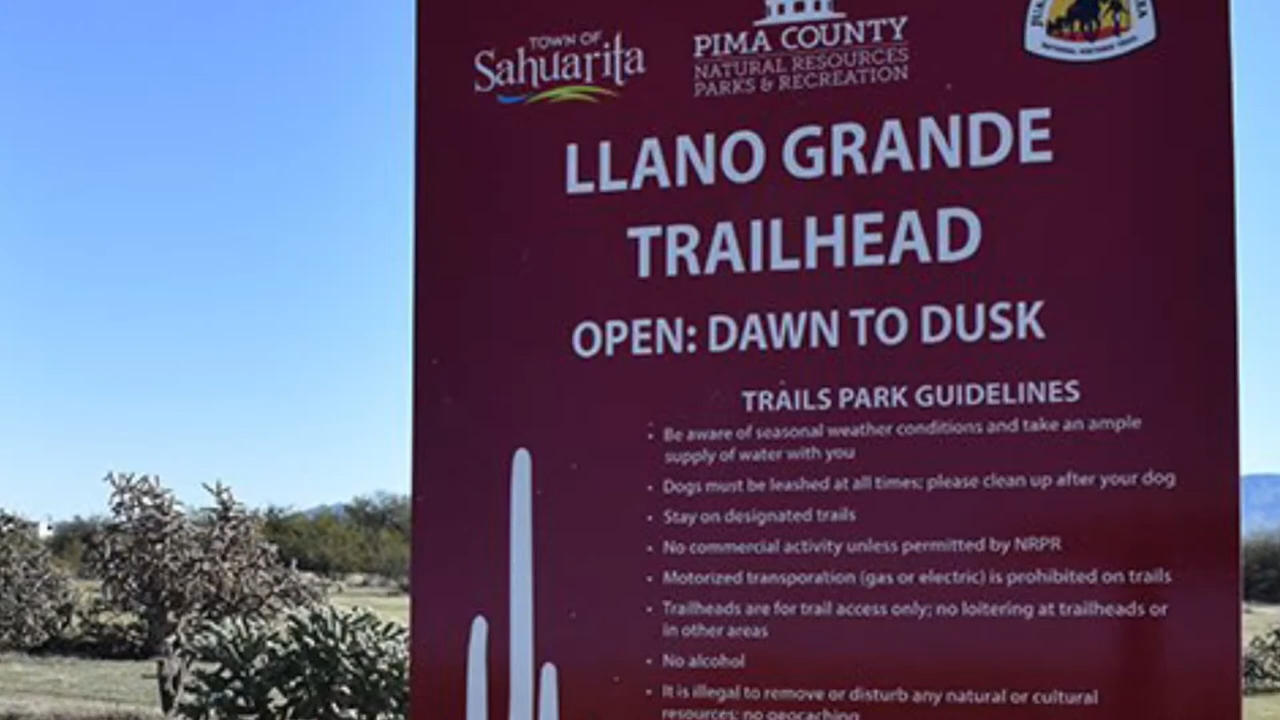 TOWN OF
Sahuarita
PIMA COUNTY
NATURAL RESOURCES
PARKS & RECREATION
LLANO GRANDE
TRAILHEAD
OPEN: DAWN TO DUSK
TRAILS PARK GUIDELINES
• Be aware of seasonal weather conditions and take an ample
supply of water with you
• Dogs must be leashed at all times; please clean up after your dog
• Stay on designated trails
• No commercial activity unless permitted by NRPR
• Motorized transporation (gas or electric) is prohibited on trails
• Trailheads are for trail access only; no loitering at trailheads or
in other areas
• No alcohol
• It is illegal to remove or disturb any natural or cultural
resources; no geocaching